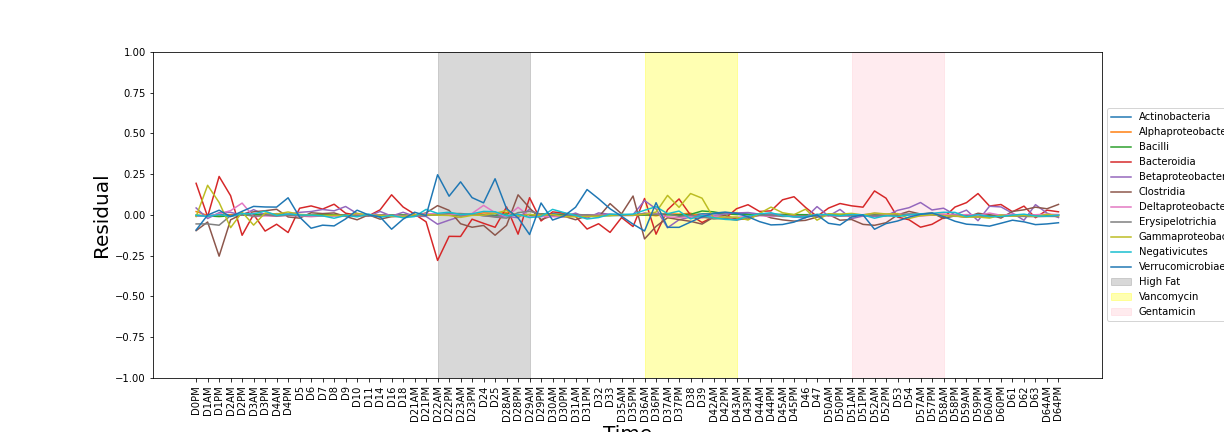 1.00
0.75
0.50
0.25
0.00
−0.25
−0.50
−0.75
−1.00
Residual
D0PM
D1AM
D1PM
D2AM
D2PM
D3AM
D3PM
D4AM
D4PM
D5
D6
D7
D8
D9
D10
D11
D14
D16
D18
D21AM
D21PM
D22AM
D22PM
D23AM
D23PM
D24
D25
D28AM
D28PM
D29AM
D29PM
D30AM
D30PM
D31AM
D31PM
D32
D33
D35AM
D35PM
D36AM
D36PM
D37AM
D37PM
D38
D39
D42AM
D42PM
D43AM
D43PM
D44AM
D44PM
D45AM
D45PM
D46
D47
D50AM
D50PM
D51AM
D51PM
D52AM
D52PM
D53
D54
D57AM
D57PM
D58AM
D58PM
D59AM
D59PM
D60AM
D60PM
D61
D62
D63
D64AM
D64PM
Time
Actinobacteria
Alphaproteobacte
Bacilli
Bacteroidia
Betaproteobacter
Clostridia
Deltaproteobacte
Erysipelotrichia
Gammaproteobac
Negativicutes
Verrucomicrobiae
High Fat
Vancomycin
Gentamicin